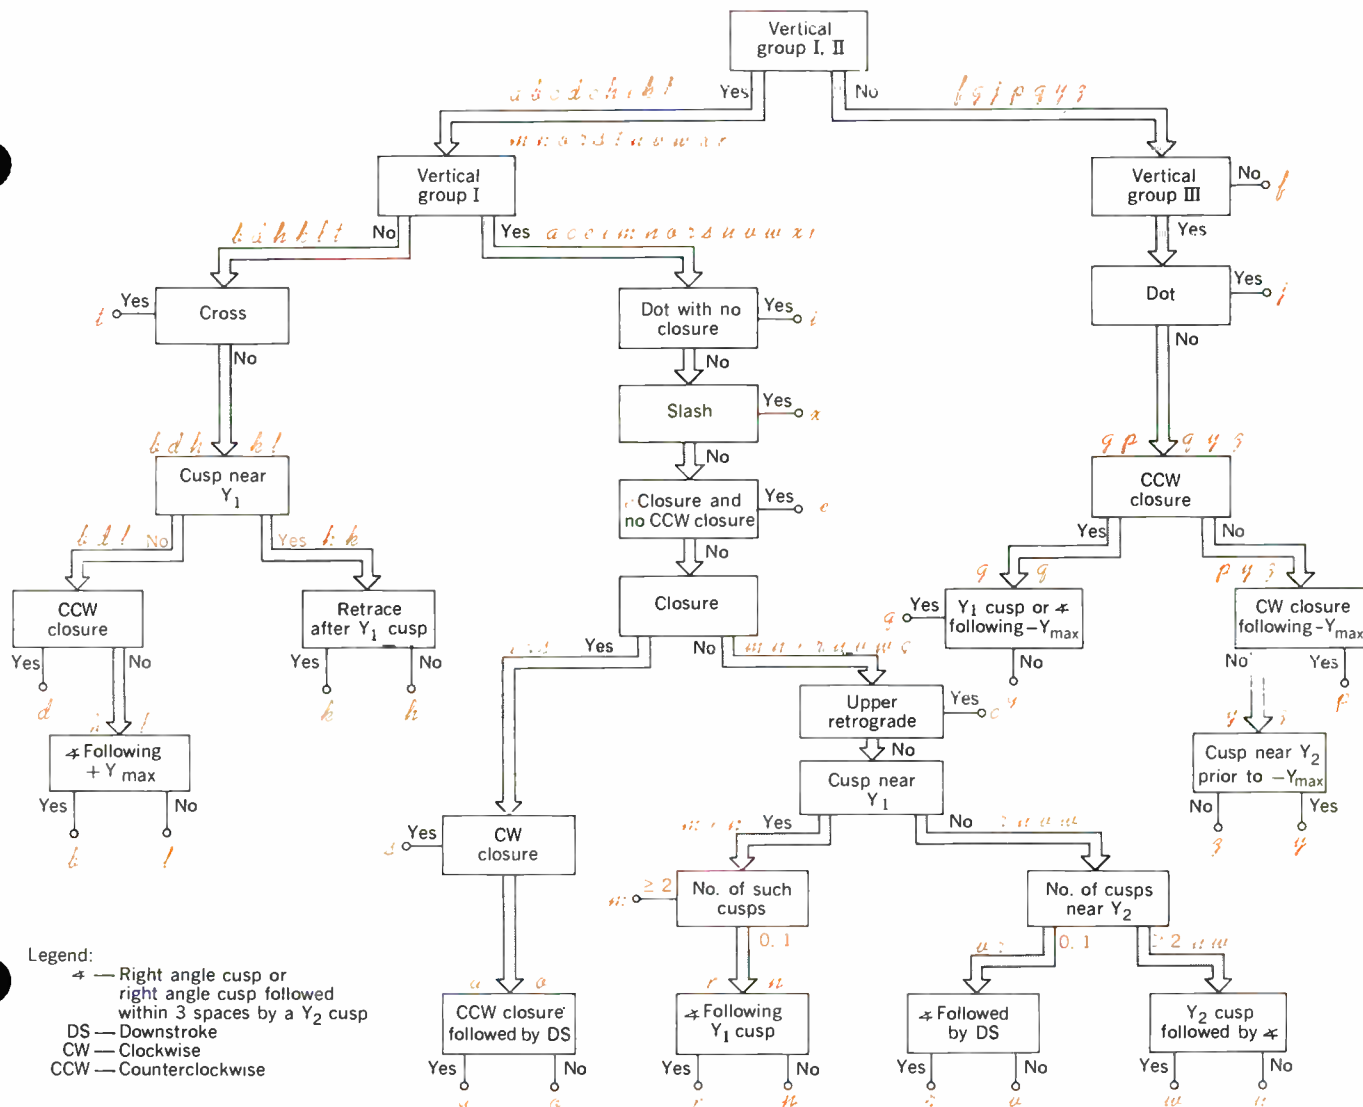 Vertical
group I, II
Yes
No
a b c d e h i k l
f g j p q y z
m n o r s t u v w x r
Vertical
group I
Vertical
group III
No
f
b d h k l t
No
Yes
a c e i m n o r s u v w x r
Yes
t
Yes
Cross
Dot with no
closure
Yes
i
Dot
Yes
j
No
No
No
Slash
Yes
x
No
b d h k l
g p q y z
Cusp near
Y1
Closure and
no CCW closure
Yes
e
CCW
closure
b d l
No
Yes
h k
No
Yes
No
g q
p y z
CCW
closure
Retrace
after Y1 cusp
Closure
g
Yes
Y1 cusp or ∡
following –Ymax
CW closure
following –Ymax
Yes
No
Yes
No
Yes
No
No
No
Yes
d
k
h
Upper
retrograde
Yes
c
p
l
y
∡ Following
+ Ymax
No
Cusp near Y2
prior to –Ymax
Yes
No
Cusp near
Y1
No
Yes
b
l
s
Yes
CW
closure
Yes
No
z
y
m
≥ 2
No. of such
cusps
No. of cusps
near Y2
0, 1
0, 1
≥ 2
u w
Legend:
∡ — Right angle cusp or
right angle cusp followed
within 3 spaces by a Y2 cusp
DS — Downstroke
CW — Clockwise
CCW — Counterclockwise
a o
r n
CCW closure
followed by DS
∡ Following
Y1 cusp
∡ Followed
by DS
Y2 cusp
followed by ∡
Yes
No
Yes
No
Yes
No
Yes
No
r
n
w